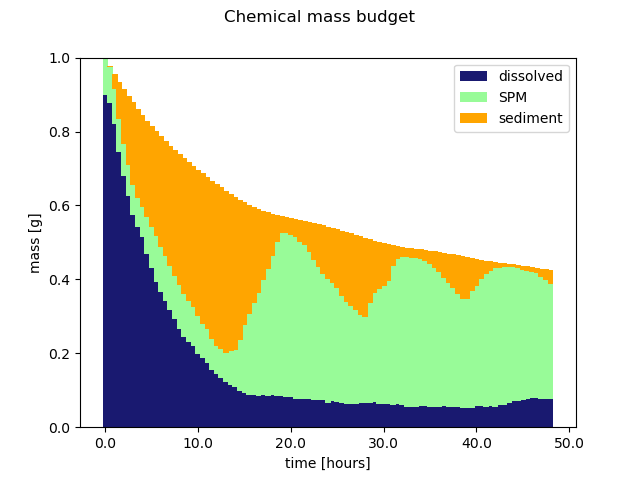 Chemical mass budget
1.0
0.8
0.6
0.4
0.2
0.0
mass [g]
dissolved
SPM
sediment
0.0 10.0 20.0 30.0 40.0 50.0
time [hours]